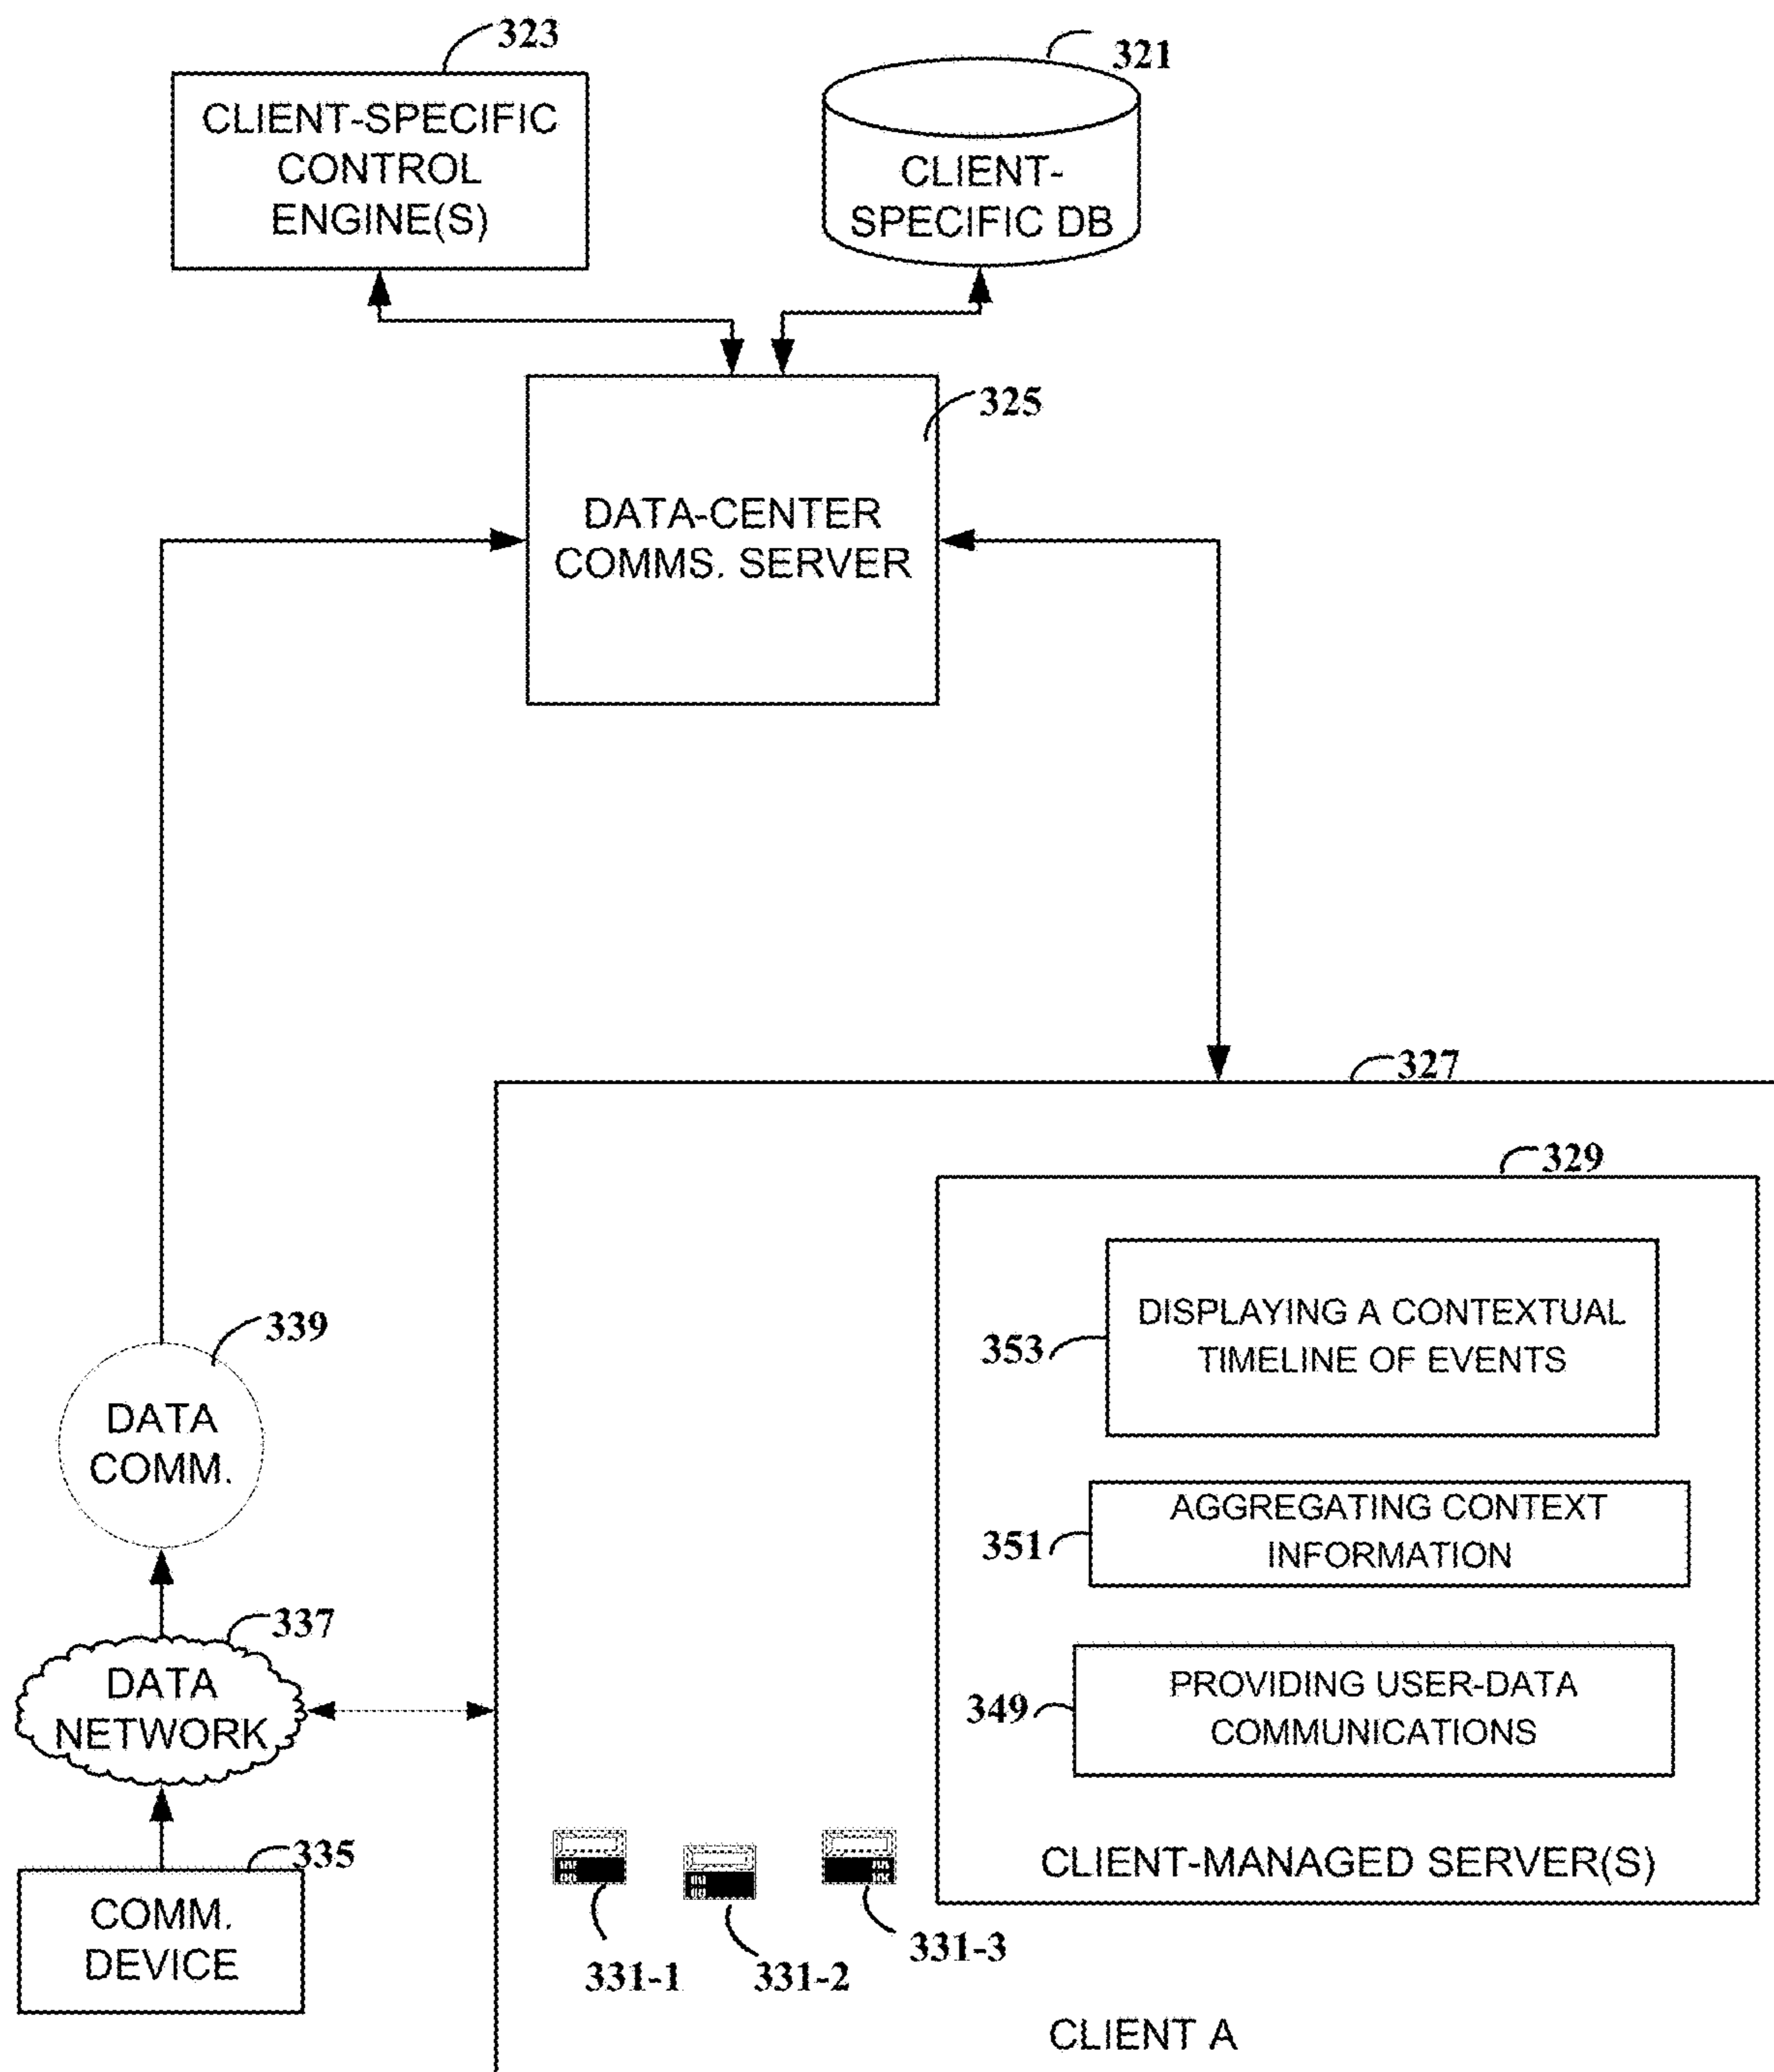 323
321
CLIENT-SPECIFIC
CONTROL
ENGINE(S)
CLIENT-
SPECIFIC DB
325
DATA-CENTER
COMMS. SERVER
327
329
353
DISPLAYING A CONTEXTUAL
TIMELINE OF EVENTS
339
DATA
COMM.
351
AGGREGATING CONTEXT
INFORMATION
337
DATA
NETWORK
349
PROVIDING USER-DATA
COMMUNICATIONS
335
COMM.
DEVICE
CLIENT-MANAGED SERVER(S)
331-1
331-2
331-3
CLIENT A